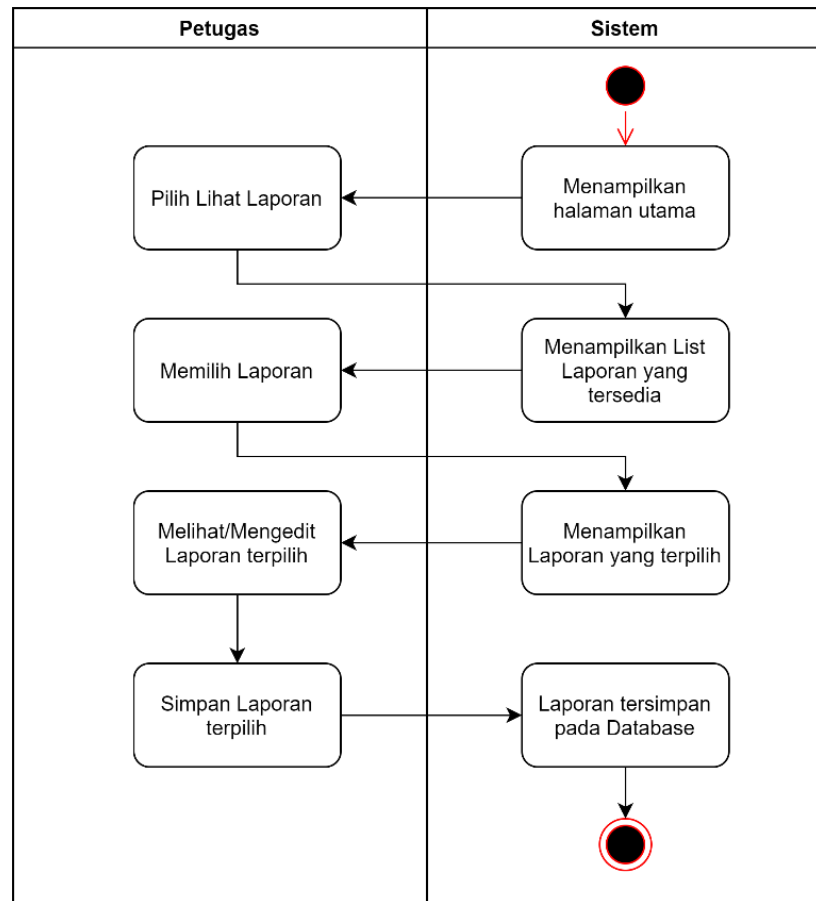 Petugas
Sistem
Pilih Lihat Laporan
Menampilkan
halaman utama
Memilih Laporan
Menampilkan List
Laporan yang
tersedia
Melihat/Mengedit
Laporan terpilih
Menampilkan
Laporan yang terpilih
Simpan Laporan
terpilih
Laporan tersimpan
pada Database